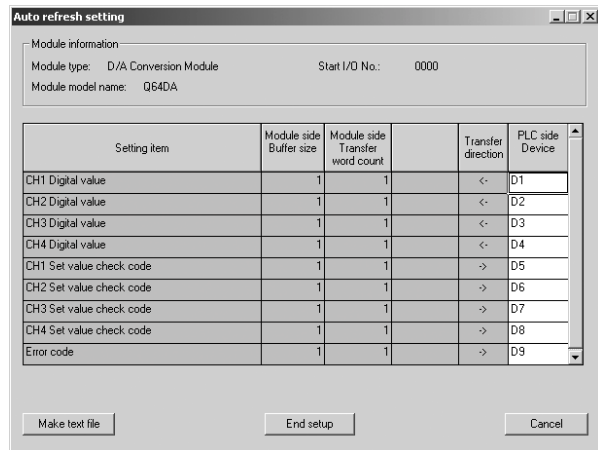 Auto refresh setting
Module information
Module type: D/A Conversion Module Start I/O No.: 0000
Module model name: Q64DA
Setting item Module side Buffer size Module side Transfer word count Transfer direction PLC side Device
CH1 Digital value 1 1 <- D1
CH2 Digital value 1 1 <- D2
CH3 Digital value 1 1 <- D3
CH4 Digital value 1 1 <- D4
CH1 Set value check code 1 1 -> D5
CH2 Set value check code 1 1 -> D6
CH3 Set value check code 1 1 -> D7
CH4 Set value check code 1 1 -> D8
Error code 1 1 -> D9
Make text file End setup Cancel